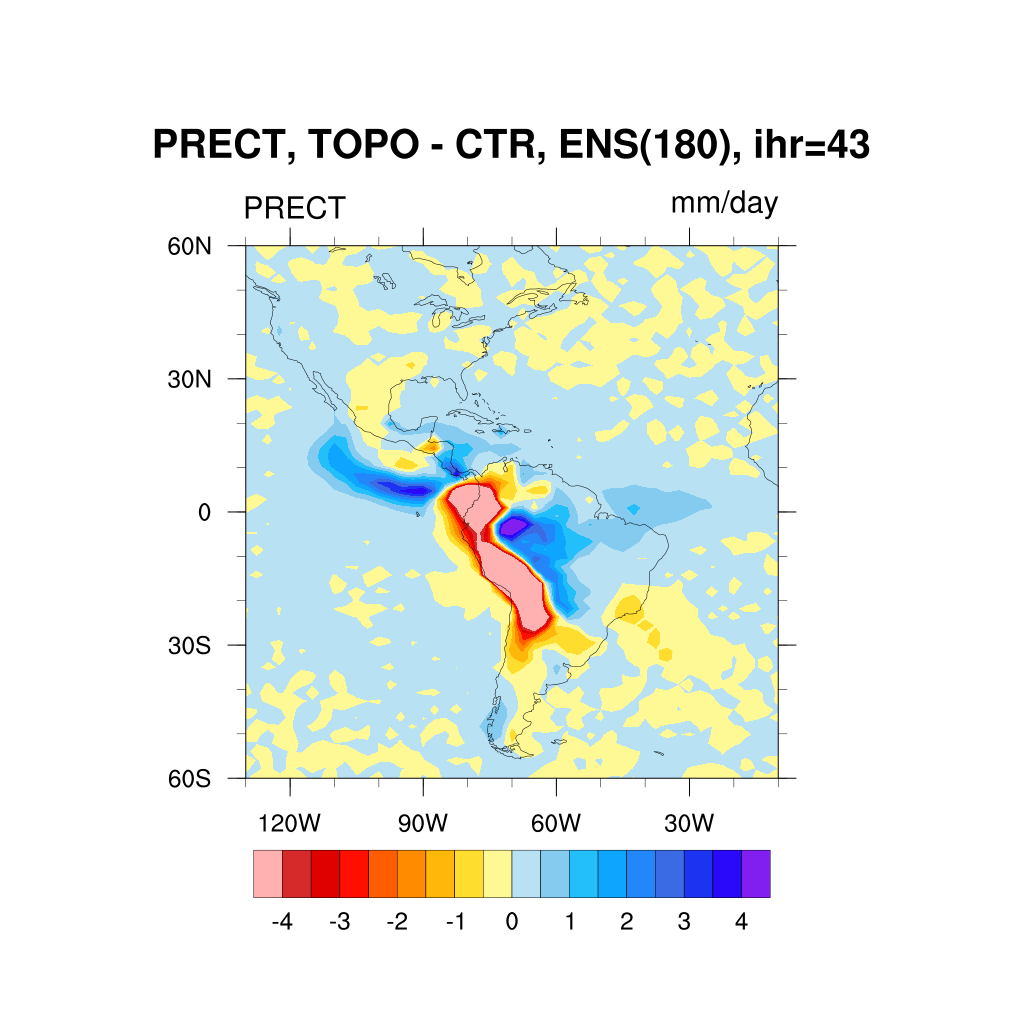 PRECT, TOPO - CTR, ENS(180), ihr=43
PRECT mm/day
60N
30N
0
30S
60S
120W 90W 60W 30W
-4 -3 -2 -1 0 1 2 3 4